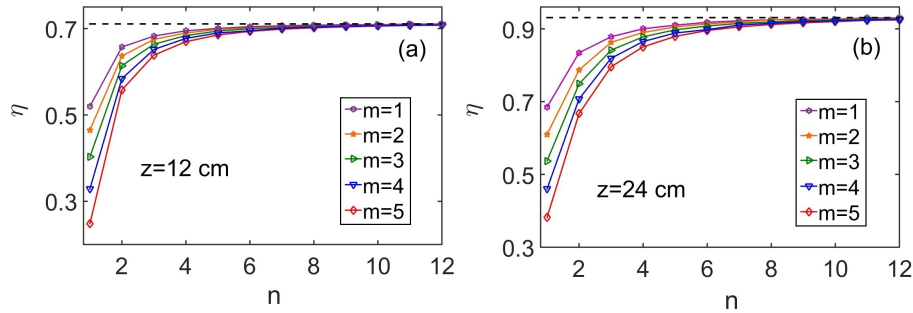 0.7
0.5
0.3
η
(a)
m=1
m=2
m=3
m=4
m=5
z=12 cm
2 4 6 8 10 12
n
0.9
0.7
0.5
0.3
η
(b)
m=1
m=2
m=3
m=4
m=5
z=24 cm
2 4 6 8 10 12
n